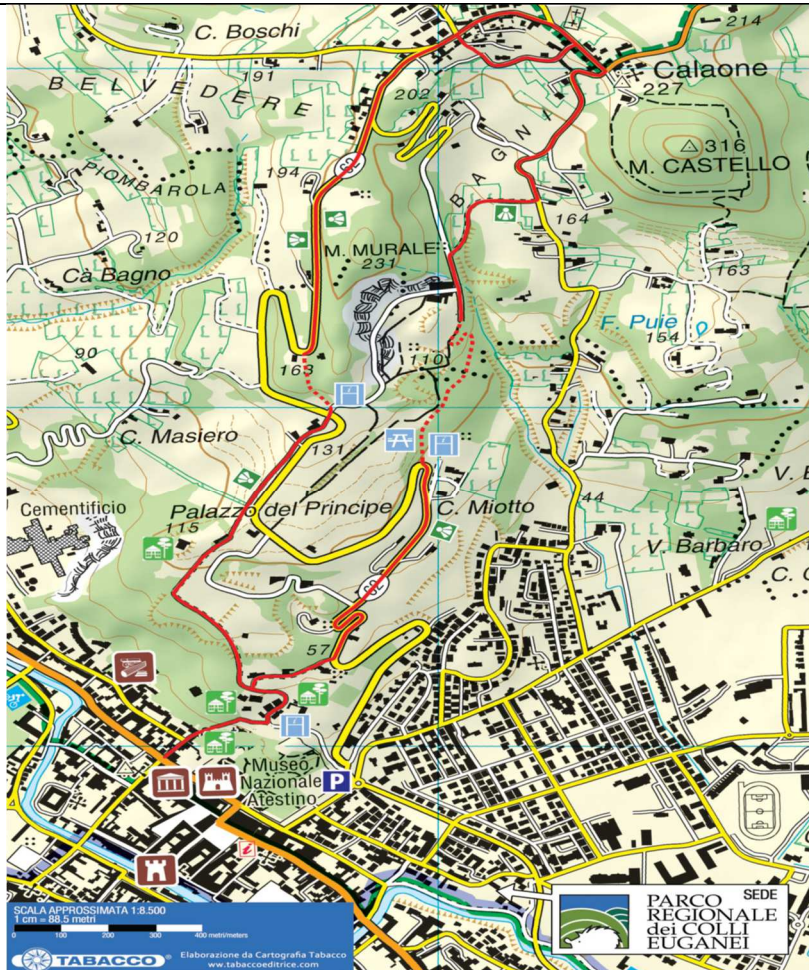 C. Boschi
214
Calaone
227
191
BELVEDERE
202
316
M. CASTELLO
BAGNI
PIOMBAROLA
194
62
164
120
M. MURALE
231
163
Cà Bagno
F. Puie
154
90
110
163
C. Masiero
131
Cementificio
Palazzo del Principe
115
C. Miotto
44
V. Barbaro
62
57
Museo
Nazionale
Atestino
P
i
SCALA APPROSSIMATA 1:8.500
1 cm = 88.5 metri
0 100 200 300 400 metri/meters
TABACCO
Elaborazione da Cartografia Tabacco
www.tabaccoeditrice.com
SEDE
PARCO
REGIONALE
dei COLLI
EUGANEI